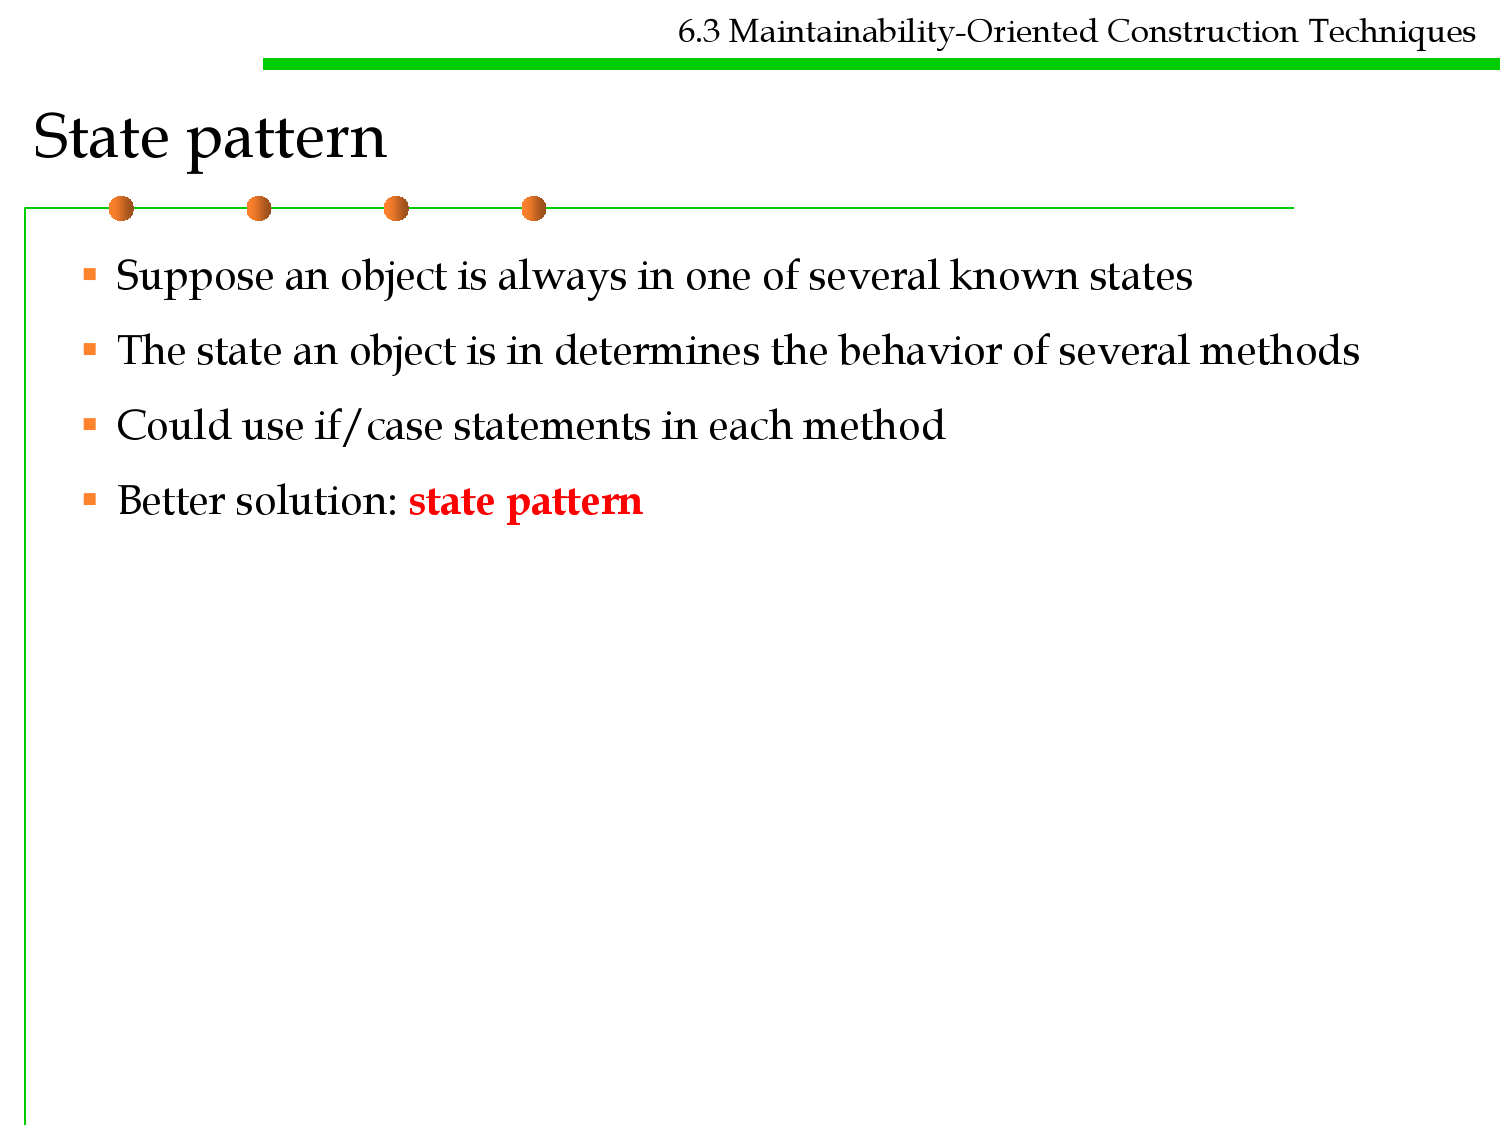 6.3 Maintainability-Oriented Construction Techniques
State pattern
Suppose an object is always in one of several known states
The state an object is in determines the behavior of several methods
Could use if/case statements in each method
Better solution: state pattern